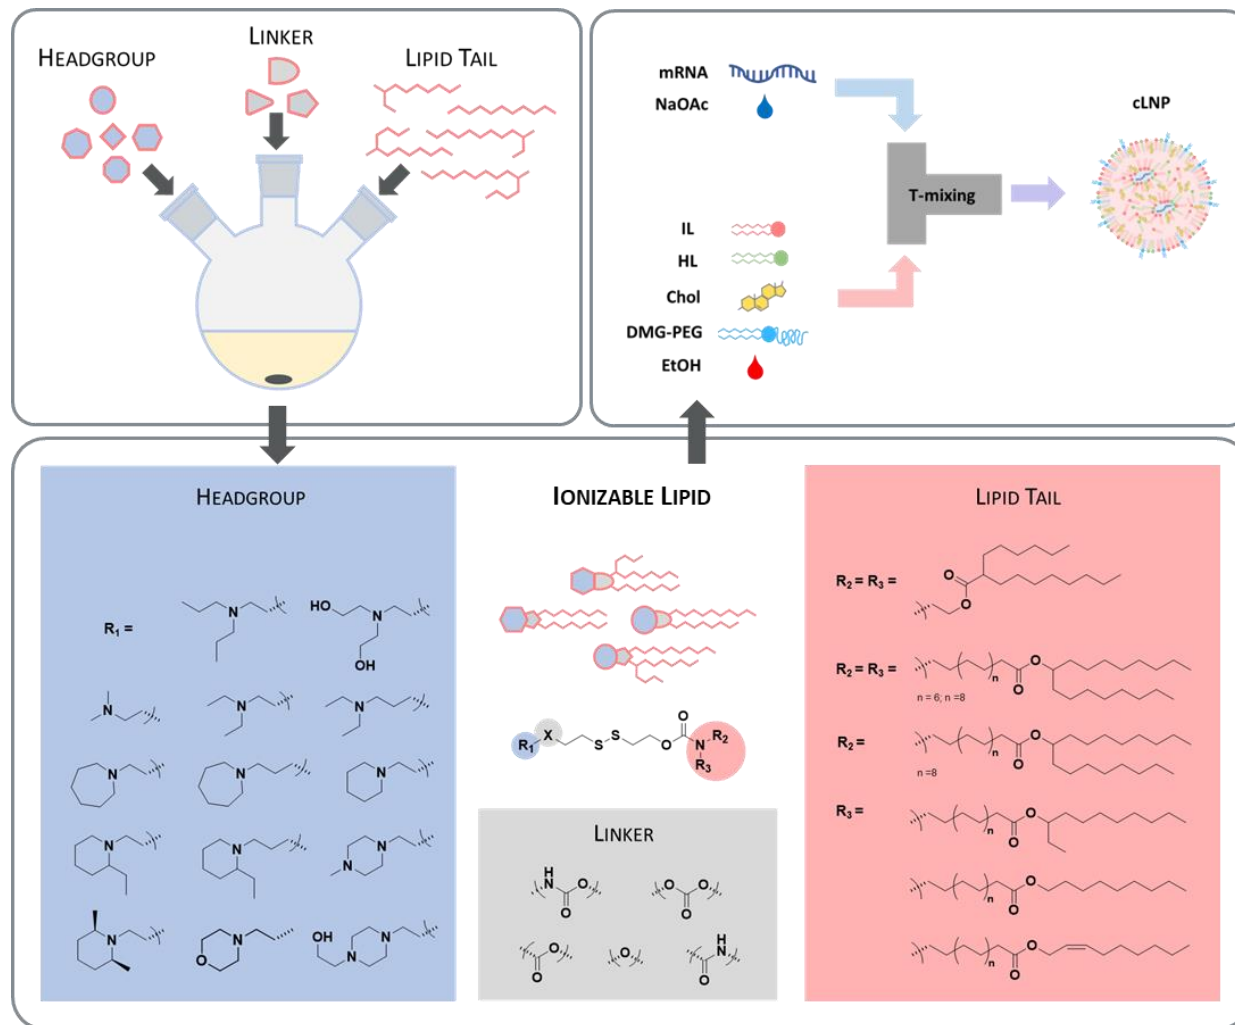 HEADGROUP
LINKER
LIPID TAIL
mRNA
NaOAc
IL
HL
Chol
DMG-PEG
EtOH
T-mixing
cLNP
HEADGROUP
R1 =
N
HO
N
OH
N
N
N
N
N
N
N
N
N
N
N
O
N
OH
N
N
IONIZABLE LIPID
R1
X
S
S
O
O
N
R2
R3
LINKER
H
N
O
O
O
O
O
O
O
O
H
N
O
LIPID TAIL
R2 = R3 =
O
O
R2 = R3 =
n
O
O
n = 6; n =8
R2 =
n
O
O
n =8
R3 =
n
O
O
n
O
O
n
O
O